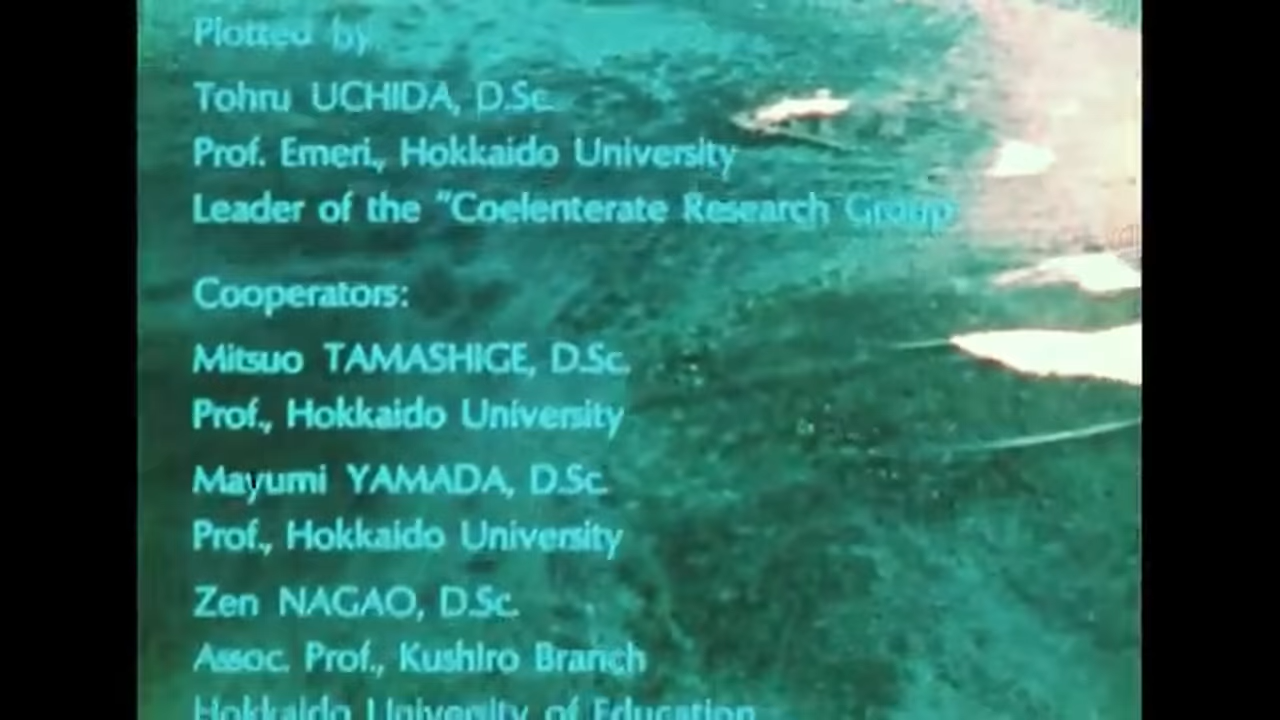 Plotted by
Tohru UCHIDA, D.Sc.
Prof. Emeri., Hokkaido University
Leader of the "Coelenterate Research Group
Cooperators:
Mitsuo TAMASHIGE, D.Sc.
Prof., Hokkaido University
Mayumi YAMADA, D.Sc.
Prof., Hokkaido University
Zen NAGAO, D.Sc.
Assoc. Prof., Kushiro Branch
Hokkaido University of Education